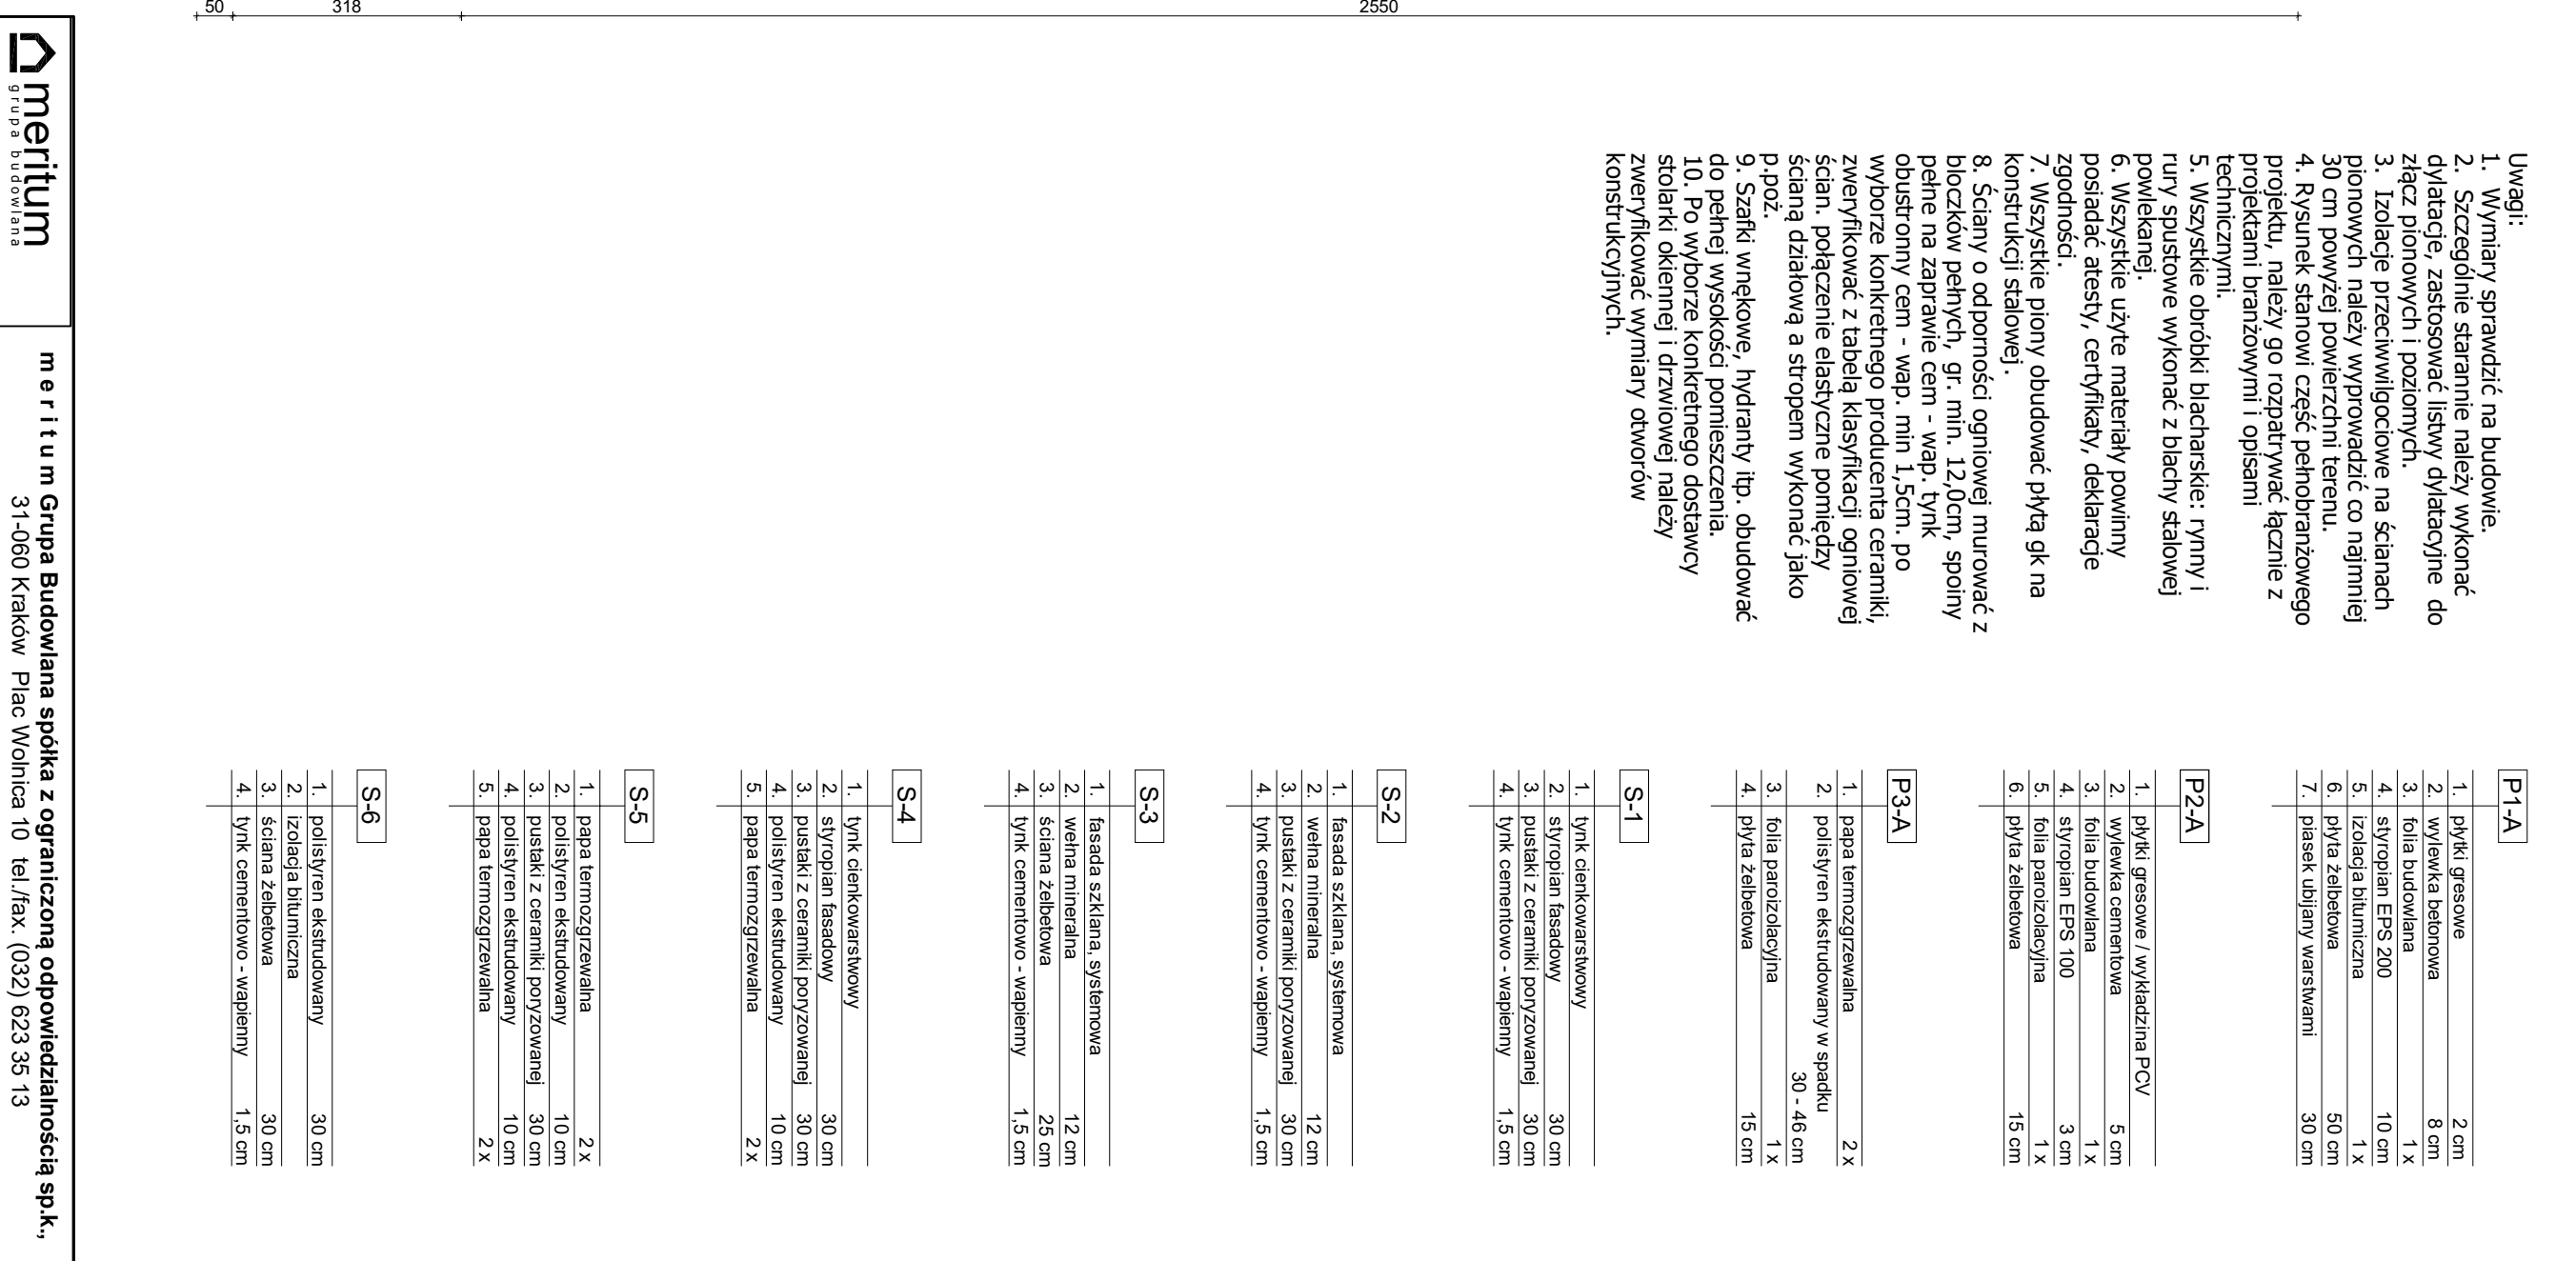 50
318
2550
Uwagi:
1. Wymiary sprawdzić na budowie.
2. Szczególnie starannie należy wykonać
dylatacje, zastosować listwy dylatacyjne do
złącz pionowych i poziomych.
3. Izolacje przeciwwilgociowe na ścianach
pionowych należy wyprowadzić co najmniej
30 cm powyżej powierzchni terenu.
4. Rysunek stanowi część pełnobranżowego
projektu, należy go rozpatrywać łącznie z
projektami branżowymi i opisami
technicznymi.
5. Wszystkie obróbki blacharskie: rynny i
rury spustowe wykonać z blachy stalowej
powlekanej.
6. Wszystkie użyte materiały powinny
posiadać atesty, certyfikaty, deklaracje
zgodności.
7. Wszystkie piony obudować płytą gk na
konstrukcji stalowej .
8. Ściany o odporności ogniowej murować z
bloczków pełnych, gr. min. 12,0cm, spoiny
pełne na zaprawie cem - wap. tynk
obustronny cem - wap. min 1,5cm. po
wyborze konkretnego producenta ceramiki,
zweryfikować z tabelą klasyfikacji ogniowej
ścian. połączenie elastyczne pomiędzy
ścianą działową a stropem wykonać jako
p.poż.
9. Szafki wnękowe, hydranty itp. obudować
do pełnej wysokości pomieszczenia.
10. Po wyborze konkretnego dostawcy
stolarki okiennej i drzwiowej należy
zweryfikować wymiary otworów
konstrukcyjnych.
P1-A
1. płytki gresowe 2 cm
2. wylewka betonowa 8 cm
3. folia budowlana 1 x
4. styropian EPS 200 10 cm
5. izolacja bitumiczna 1 x
6. płyta żelbetowa 50 cm
7. piasek ubijany warstwami 30 cm
P2-A
1. płytki gresowe / wykładzina PCV
2. wylewka cementowa 5 cm
3. folia budowlana 1 x
4. styropian EPS 100 3 cm
5. folia paroizolacyjna 1 x
6. płyta żelbetowa 15 cm
P3-A
1. papa termozgrzewalna 2 x
2. polistyren ekstrudowany w spadku
30 - 46 cm
3. folia paroizolacyjna 1 x
4. płyta żelbetowa 15 cm
S-1
1. tynk cienkowarstwowy
2. styropian fasadowy 30 cm
3. pustaki z ceramiki poryzowanej 30 cm
4. tynk cementowo - wapienny 1,5 cm
S-2
1. fasada szklana, systemowa
2. wełna mineralna 12 cm
3. pustaki z ceramiki poryzowanej 30 cm
4. tynk cementowo - wapienny 1,5 cm
S-3
1. fasada szklana, systemowa
2. wełna mineralna 12 cm
3. ściana żelbetowa 25 cm
4. tynk cementowo - wapienny 1,5 cm
S-4
1. tynk cienkowarstwowy
2. styropian fasadowy 30 cm
3. pustaki z ceramiki poryzowanej 30 cm
4. polistyren ekstrudowany 10 cm
5. papa termozgrzewalna 2 x
S-5
1. papa termozgrzewalna 2 x
2. polistyren ekstrudowany 10 cm
3. pustaki z ceramiki poryzowanej 30 cm
4. polistyren ekstrudowany 10 cm
5. papa termozgrzewalna 2 x
S-6
1. polistyren ekstrudowany 30 cm
2. izolacja bitumiczna
3. ściana żelbetowa 30 cm
4. tynk cementowo - wapienny 1,5 cm
meritum
grupa budowlana
m e r i t u m Grupa Budowlana spółka z ograniczoną odpowiedzialnością sp.k.,
31-060 Kraków Plac Wolnica 10 tel./fax. (032) 623 35 13